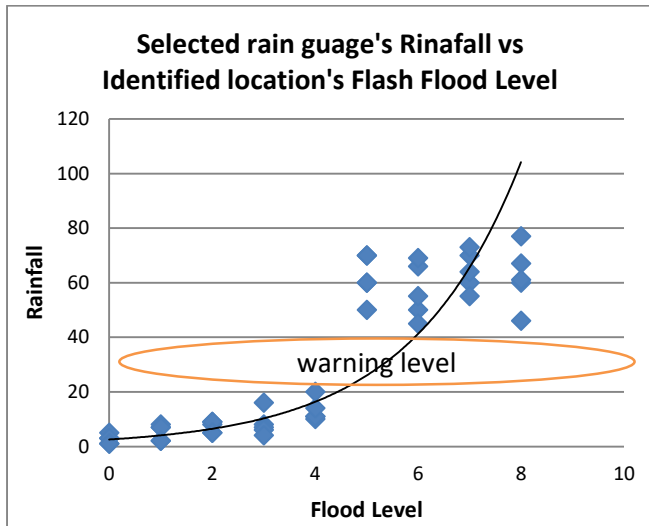 Selected rain guage's Rinafall vs
Identified location's Flash Flood Level
120
100
80
60
40
20
0
Rainfall
warning level
0 2 4 6 8 10
Flood Level